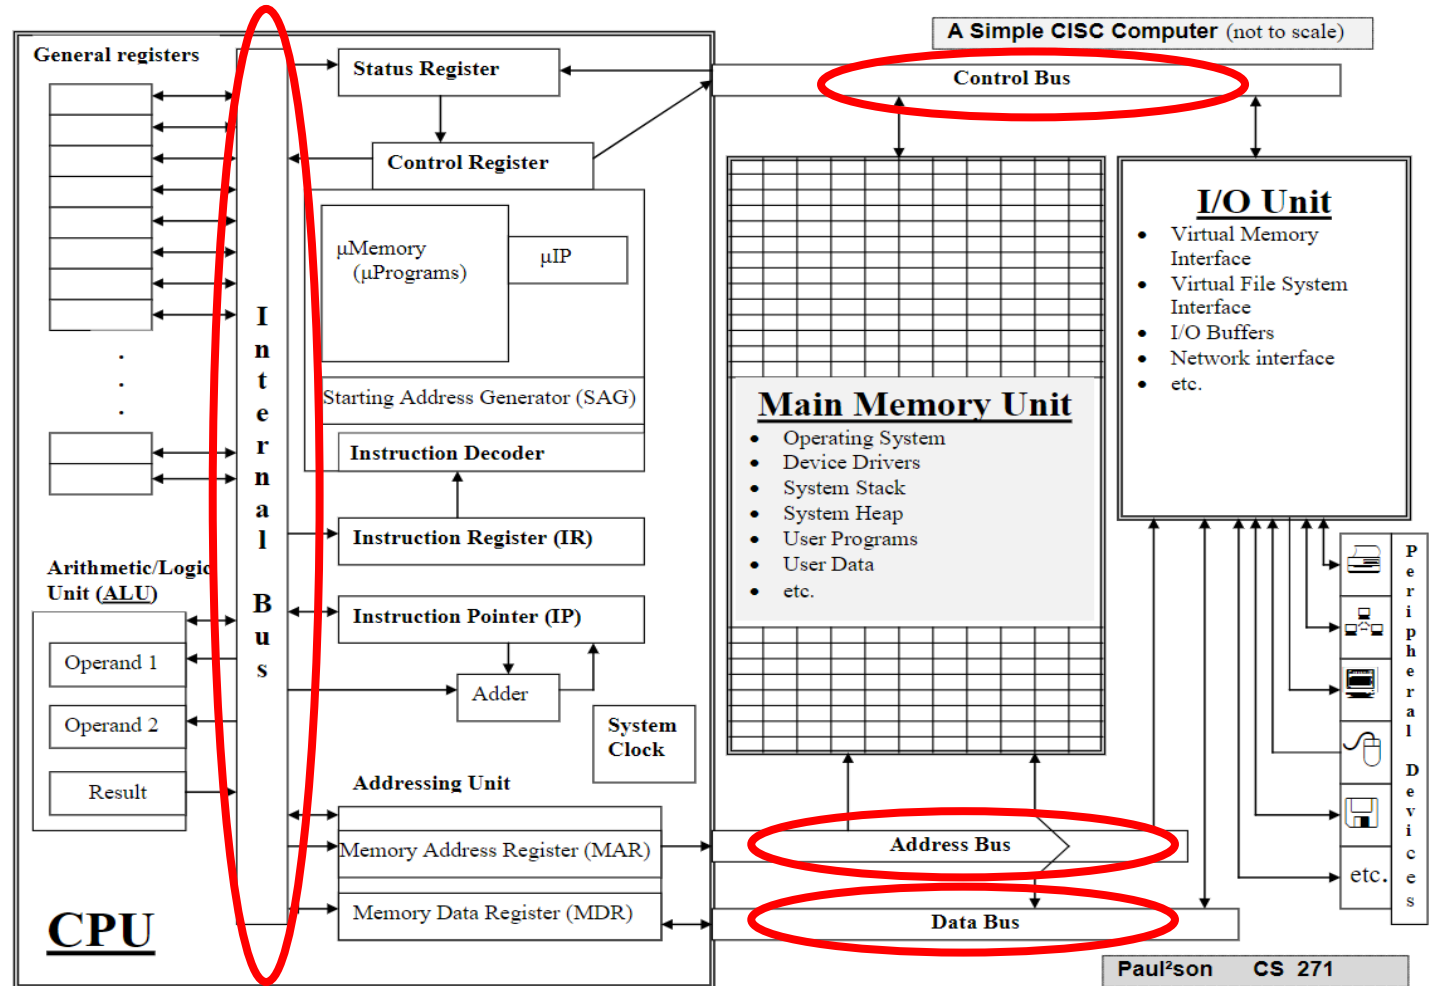 A Simple CISC Computer (not to scale)
General registers
Status Register
Control Bus
Control Register
I/O Unit
• Virtual Memory
Interface
• Virtual File System
Interface
• I/O Buffers
• Network interface
• etc.
μMemory
(μPrograms)
μIP
Internal Bus
.
.
.
Starting Address Generator (SAG)
Instruction Decoder
Main Memory Unit
• Operating System
• Device Drivers
• System Stack
• System Heap
• User Programs
• User Data
• etc.
Instruction Register (IR)
Arithmetic/Logic
Unit (ALU)
Instruction Pointer (IP)
Operand 1
Adder
Operand 2
System
Clock
Result
Addressing Unit
Memory Address Register (MAR)
Address Bus
Memory Data Register (MDR)
Data Bus
CPU
Peripheral Devices
etc.
Paul²son CS 271